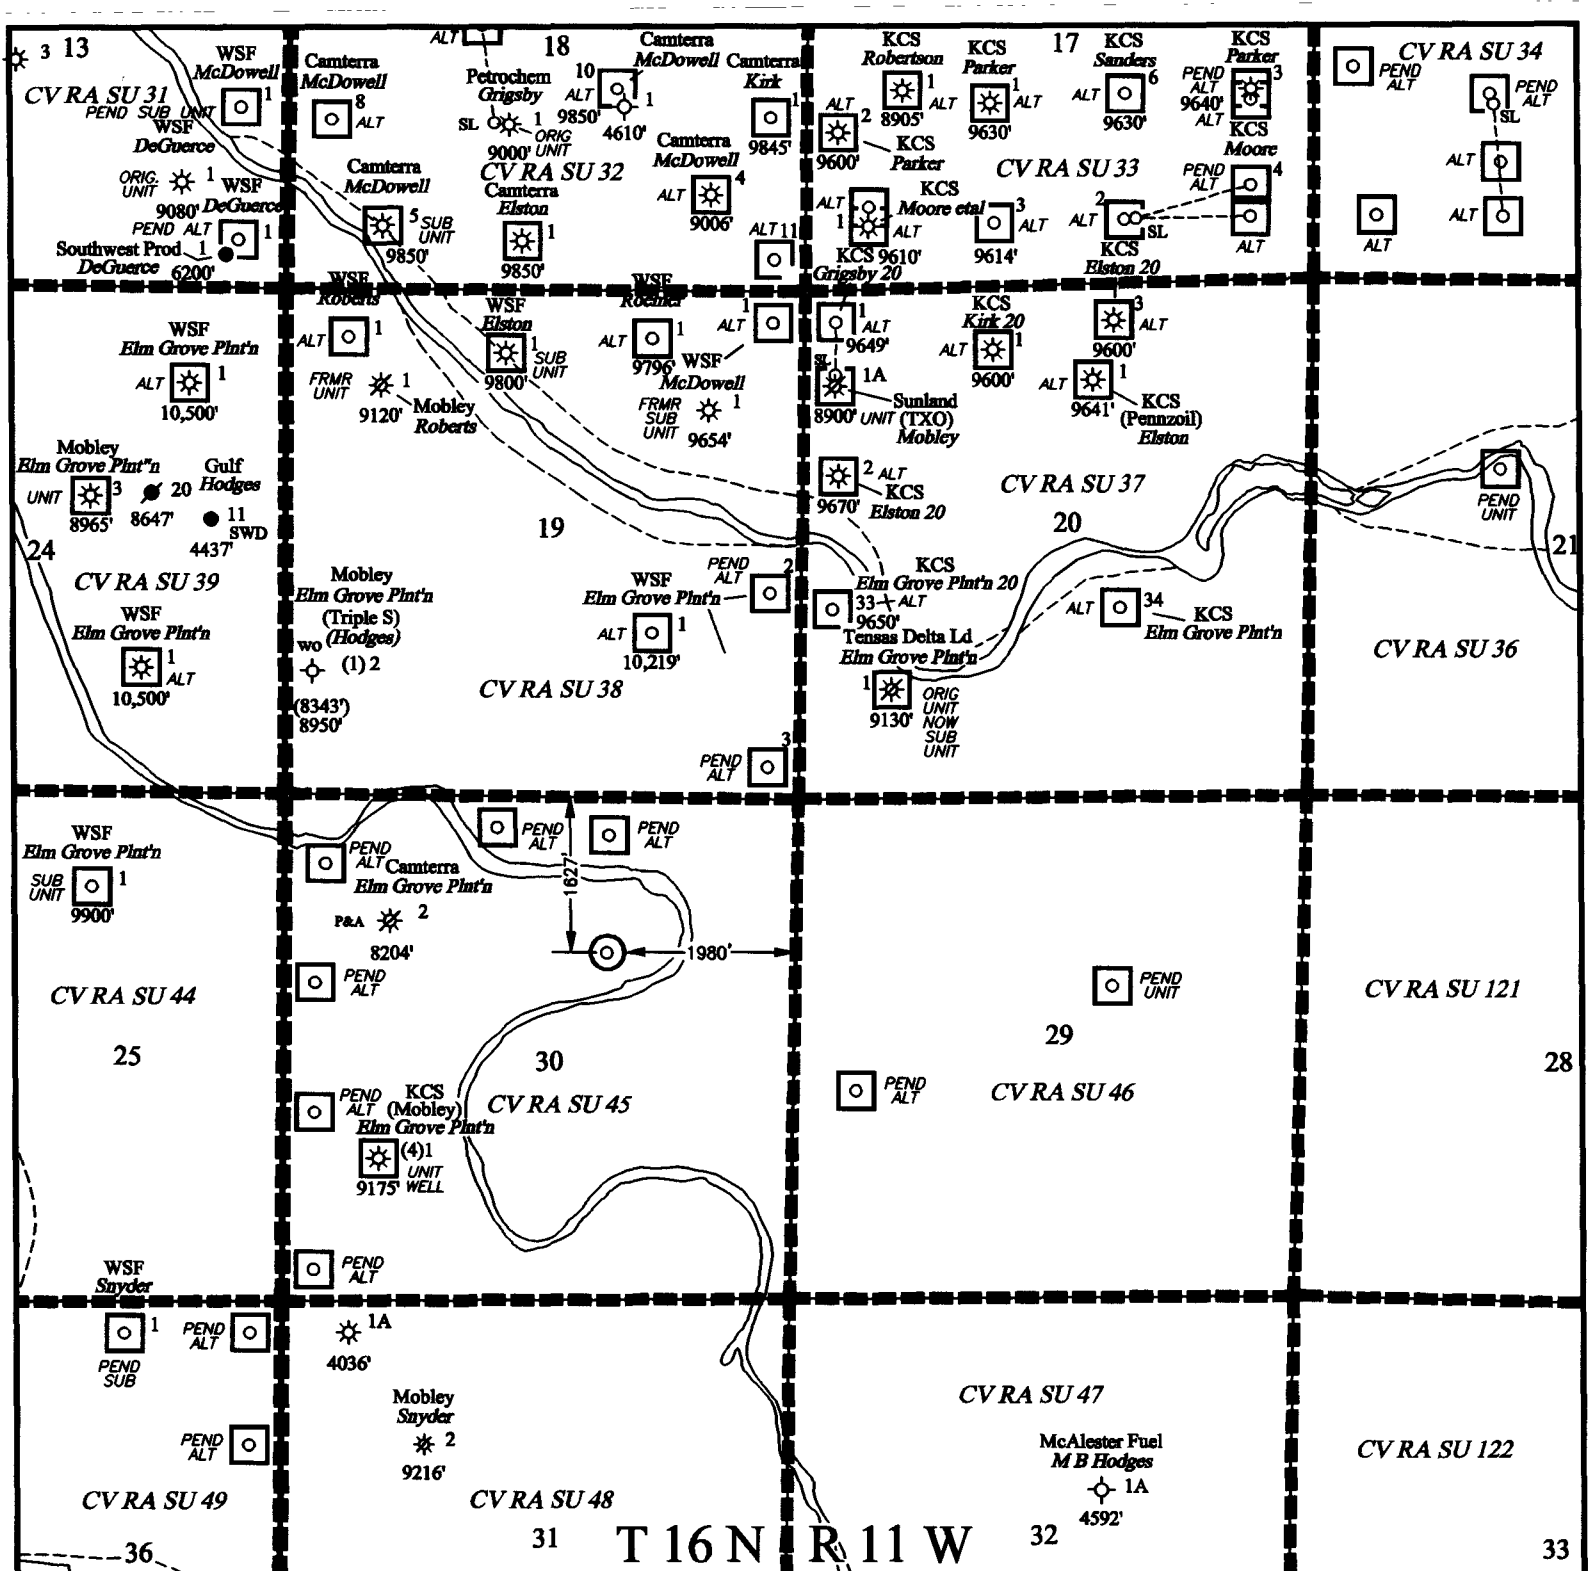 3 13
CV RA SU 31
WSF
McDowell
1
PEND SUB UNIT
WSF
DeGuerce
ORIG.
UNIT
1
9080'
WSF
DeGuerce
PEND ALT
1
Southwest Prod
DeGuerce
1
6200'
Camterra
McDowell
8
ALT
Camterra
McDowell
5
SUB
UNIT
9850'
ALT
18
Petrochem
Grigsby
SL
1
ORIG
UNIT
9000'
CV RA SU 32
Camterra
Elston
1
9850'
Camterra
McDowell
10
ALT
9850'
1
4610'
Camterra
Kirk
1
9845'
Camterra
McDowell
ALT
4
9006'
ALT 11
17
KCS
Robertson
1
ALT
8905'
ALT
2
9600'
KCS
Parker
KCS
Parker
1
ALT
9630'
KCS
Sanders
6
ALT
9630'
KCS
Parker
PEND
ALT
3
9640'
ALT
KCS
Moore
CV RA SU 33
PEND
ALT
4
ALT
KCS
Moore etal
ALT
1
9610'
3
ALT
9614'
2
ALT
SL
KCS
Elston 20
KCS
Grigsby 20
CV RA SU 34
PEND
ALT
PEND
ALT
SL
ALT
ALT
ALT
WSF
Elm Grove Plnt'n
ALT
1
10,500'
Mobley
Elm Grove Plnt"n
UNIT
3
8965'
20
8647'
Gulf
Hodges
11
SWD
4437'
24
CV RA SU 39
WSF
Elm Grove Plnt'n
1
ALT
10,500'
WSF
Roberts
ALT
1
FRMR
UNIT
1
9120'
Mobley
Roberts
WSF
Elston
1
SUB
UNIT
9800'
WSF
Roemer
1
9796'
1
ALT
WSF
McDowell
FRMR
SUB
UNIT
1
9654'
19
Mobley
Elm Grove Plnt'n
(Triple S)
(Hodges)
WO
(1) 2
(8343')
8950'
WSF
Elm Grove Plnt'n
PEND
ALT
2
ALT
1
10,219'
CV RA SU 38
PEND
ALT
3
1
ALT
9649'
SL
1A
8900'
UNIT
Sunland
(TXO)
Mobley
KCS
Kirk 20
ALT
1
9600'
3
ALT
9600'
ALT
1
9641'
KCS
(Pennzoil)
Elston
2 ALT
9670'
KCS
Elston 20
CV RA SU 37
20
KCS
Elm Grove Plnt'n 20
33
ALT
9650'
Tensas Delta Ld
Elm Grove Plnt'n
1
9130'
ORIG
UNIT
NOW
SUB
UNIT
ALT
34
KCS
Elm Grove Plnt'n
PEND
UNIT
21
CV RA SU 36
WSF
Elm Grove Plnt'n
SUB
UNIT
1
9900'
CV RA SU 44
25
PEND
ALT
PEND
ALT
PEND
ALT
Camterra
Elm Grove Plnt'n
P&A
2
8204'
1627'
1980'
PEND
ALT
30
CV RA SU 45
PEND
ALT
KCS
(Mobley)
Elm Grove Plnt'n
(4)1
UNIT
WELL
9175'
PEND
ALT
PEND
UNIT
29
PEND
ALT
CV RA SU 46
CV RA SU 121
28
WSF
Snyder
1
PEND
SUB
PEND
ALT
PEND
ALT
CV RA SU 49
36
1A
4036'
Mobley
Snyder
2
9216'
CV RA SU 48
31
T 16 N R 11 W
CV RA SU 47
McAlester Fuel
M B Hodges
1A
4592'
32
CV RA SU 122
33